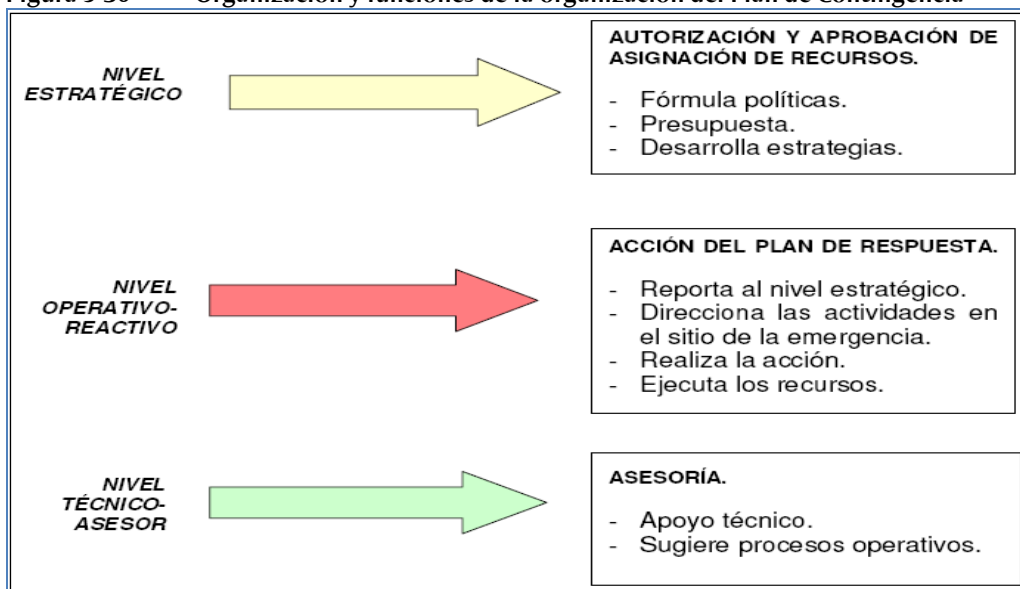 Figura 9-30 Organización y funciones de la organización del Plan de Contingencia
NIVEL
ESTRATÉGICO
AUTORIZACIÓN Y APROBACIÓN DE
ASIGNACIÓN DE RECURSOS.
- Fórmula políticas.
- Presupuesta.
- Desarrolla estrategias.
NIVEL
OPERATIVO-
REACTIVO
ACCIÓN DEL PLAN DE RESPUESTA.
- Reporta al nivel estratégico.
- Direcciona las actividades en
el sitio de la emergencia.
- Realiza la acción.
- Ejecuta los recursos.
NIVEL
TÉCNICO-
ASESOR
ASESORÍA.
- Apoyo técnico.
- Sugiere procesos operativos.